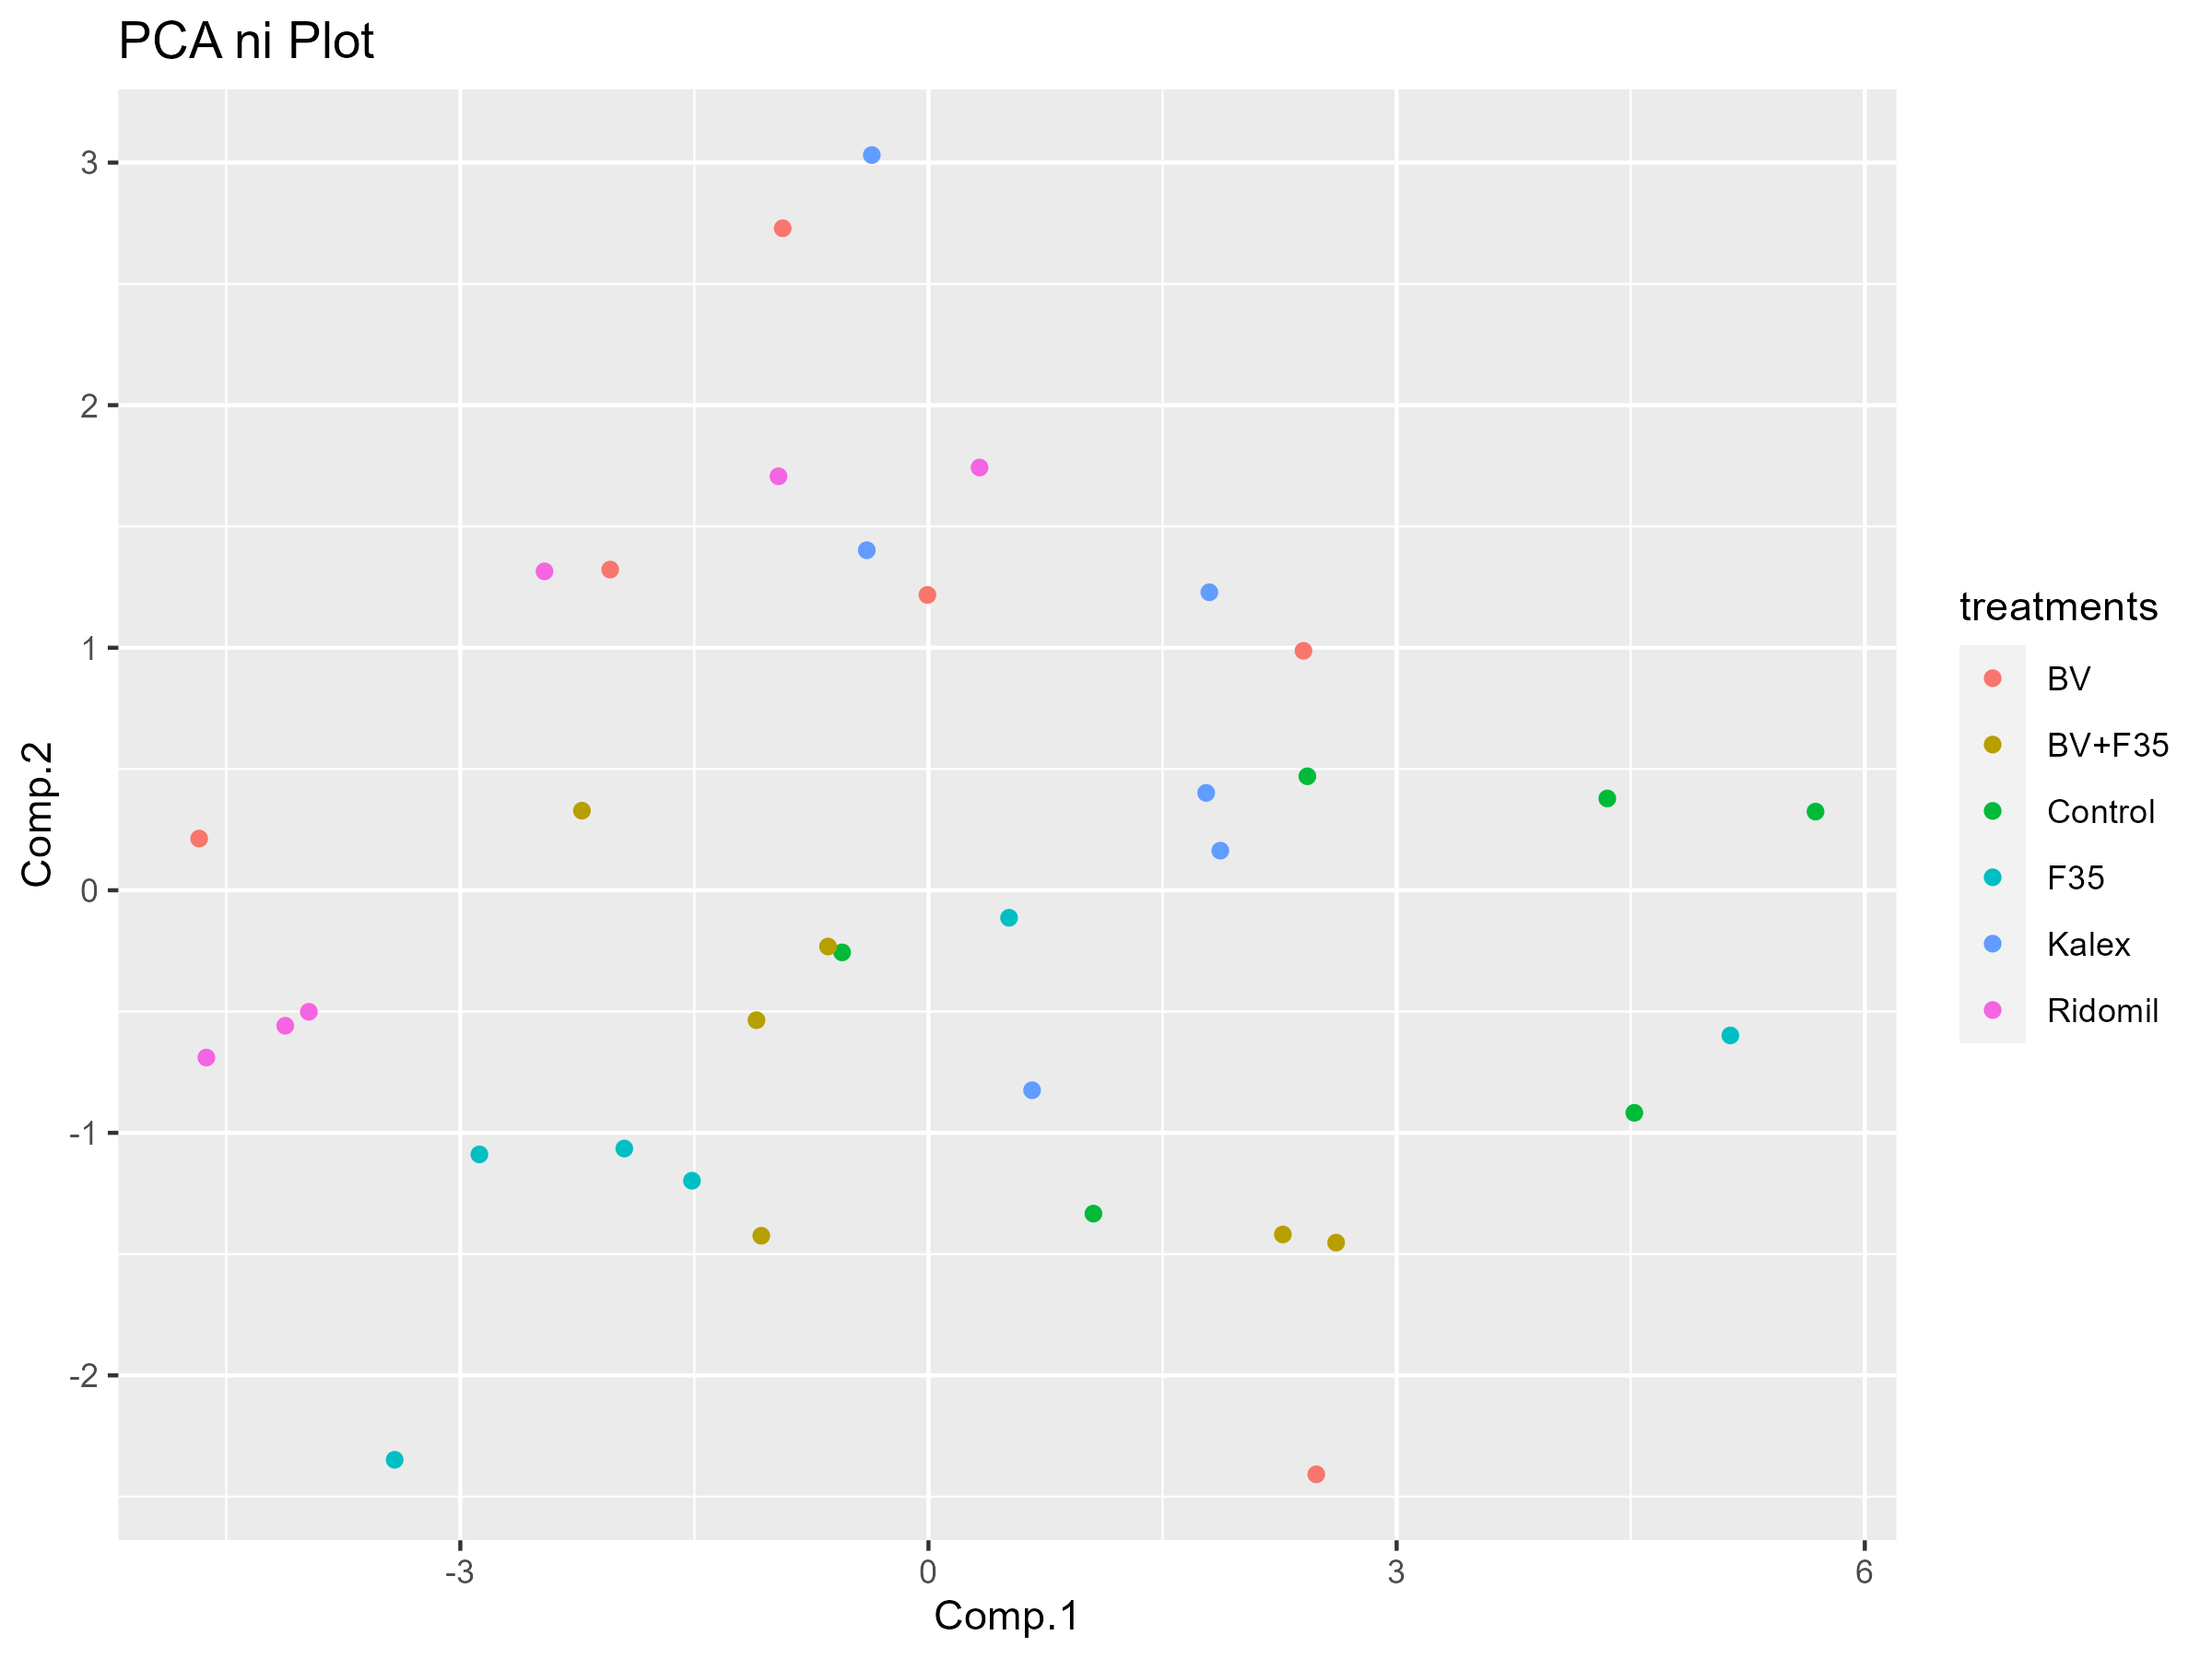 PCA ni Plot
3
2
1
0
-1
-2
Comp.2
-3
0
3
6
Comp.1
treatments
BV
BV+F35
Control
F35
Kalex
Ridomil